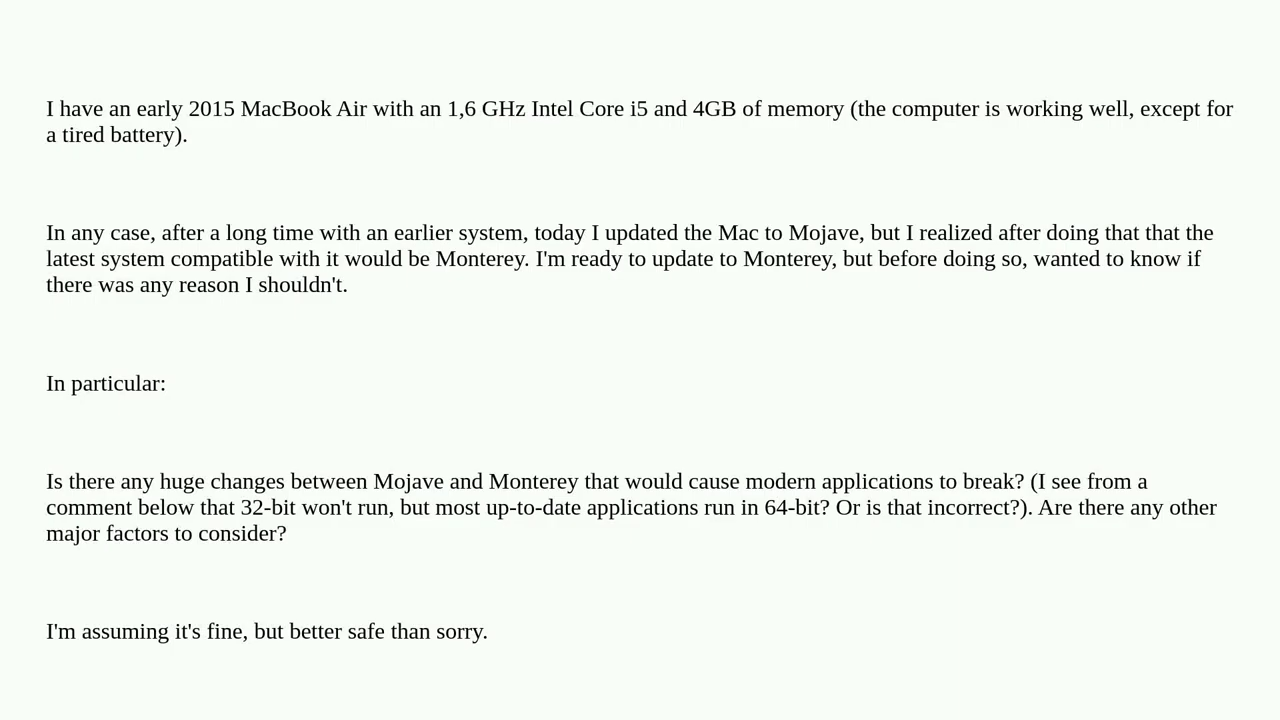 I have an early 2015 MacBook Air with an 1,6 GHz Intel Core i5 and 4GB of memory (the computer is working well, except for
a tired battery).
In any case, after a long time with an earlier system, today I updated the Mac to Mojave, but I realized after doing that that the
latest system compatible with it would be Monterey. I'm ready to update to Monterey, but before doing so, wanted to know if
there was any reason I shouldn't.
In particular:
Is there any huge changes between Mojave and Monterey that would cause modern applications to break? (I see from a
comment below that 32-bit won't run, but most up-to-date applications run in 64-bit? Or is that incorrect?). Are there any other
major factors to consider?
I'm assuming it's fine, but better safe than sorry.